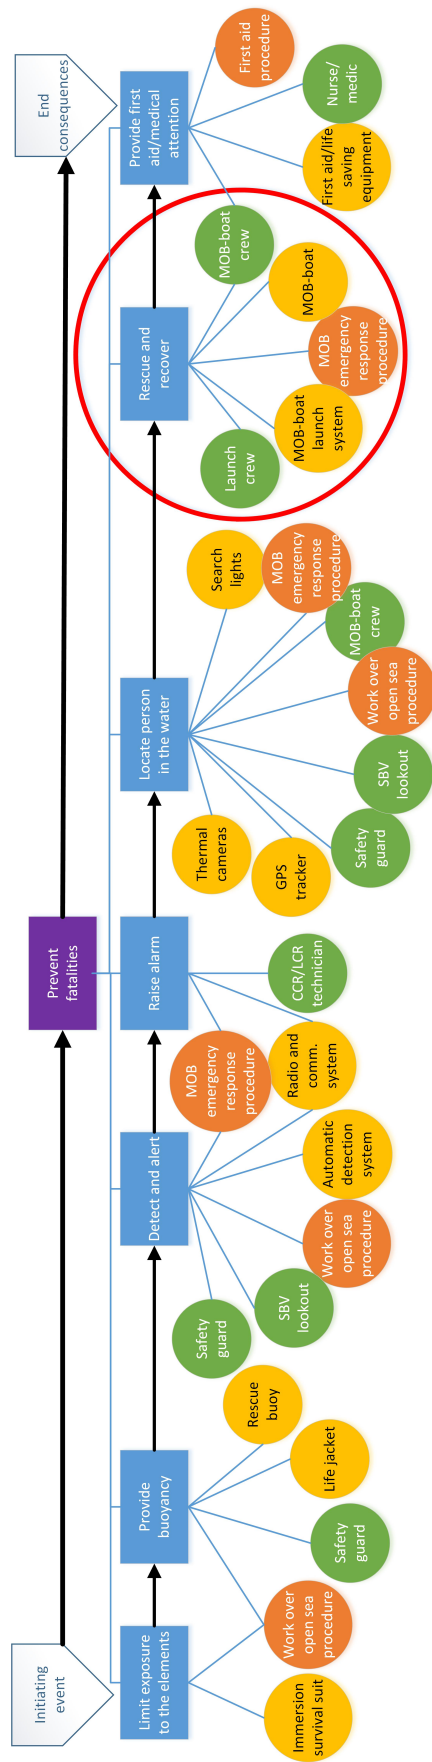 Initiating
event
Prevent
fatalities
End
consequences
Limit exposure
to the elements
Provide
buoyancy
Detect and alert
Raise alarm
Locate person
in the water
Rescue and
recover
Provide first
aid/medical
attention
Immersion
survival suit
Work over
open sea
procedure
Safety
guard
Life jacket
Rescue
buoy
Safety
guard
SBV
lookout
Work over
open sea
procedure
Automatic
detection
system
Radio and
comm.
system
MOB
emergency
response
procedure
CCR/LCR
technician
Thermal
cameras
GPS
tracker
Safety
guard
SBV
lookout
Work over
open sea
procedure
MOB-boat
crew
MOB
emergency
response
procedure
Search
lights
Launch
crew
MOB-boat
launch
system
MOB
emergency
response
procedure
MOB-boat
MOB-boat
crew
First aid/life
saving
equipment
Nurse/
medic
First aid
procedure